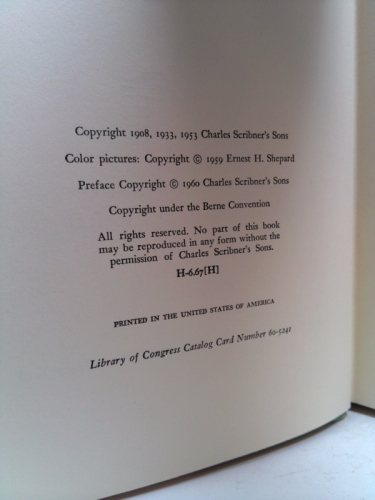 Copyright 1908, 1933, 1953 Charles Scribner's Sons
Color pictures: Copyright © 1959 Ernest H. Shepard
Preface Copyright © 1960 Charles Scribner's Sons
Copyright under the Berne Convention
All rights reserved. No part of this book
may be reproduced in any form without the
permission of Charles Scribner's Sons.
H-6.67[H]
PRINTED IN THE UNITED STATES OF AMERICA
Library of Congress Catalog Card Number 60-5241